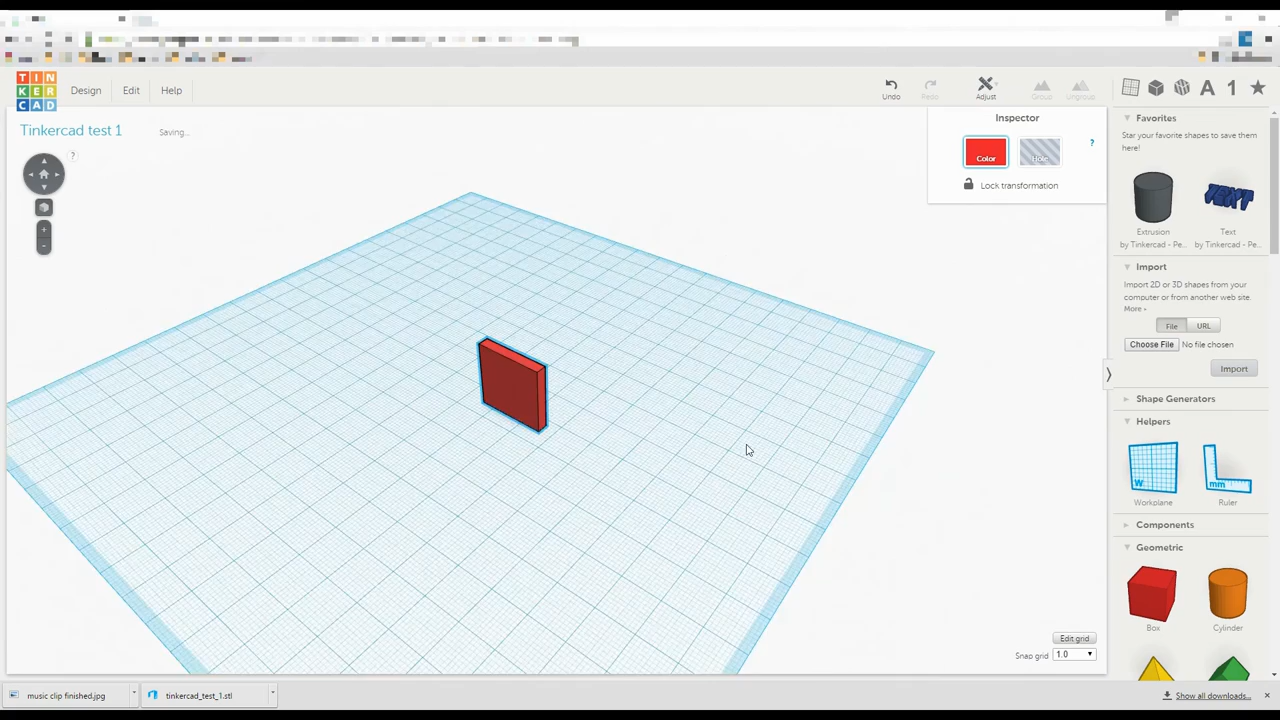 TIN
KER
CAD
Design
Edit
Help
Undo
Redo
Adjust
Group
Ungroup
Tinkercad test 1
Saving...
?
Inspector
Color
Hole
?
Lock transformation
+
-
Favorites
Star your favorite shapes to save them
here!
Extrusion
by Tinkercad - Pe...
Text
by Tinkercad - Pe...
Import
Import 2D or 3D shapes from your
computer or from another web site.
More
File
URL
Choose File
No file chosen
Import
Shape Generators
Helpers
W
Workplane
mm
Ruler
Components
Geometric
Box
Cylinder
Edit grid
Snap grid
1.0
music clip finished.jpg
tinkercad_test_1.stl
Show all downloads...